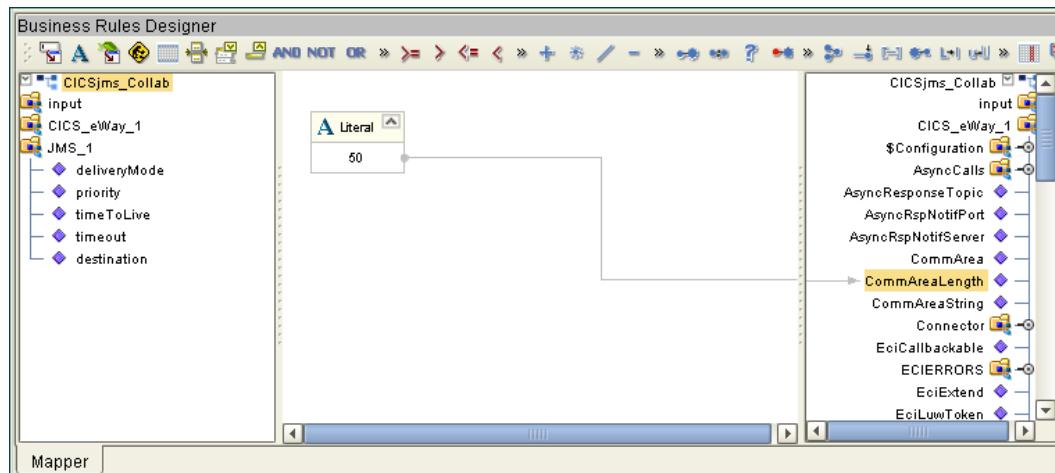 Business Rules Designer
A AND NOT OR » >= > <= < » + * / - » ? » »
CICSjms_Collab
input
CICS_eWay_1
JMS_1
deliveryMode
priority
timeToLive
timeout
destination
A Literal
50
CICSjms_Collab
input
CICS_eWay_1
$Configuration
AsyncCalls
AsyncResponseTopic
AsyncRspNotifPort
AsyncRspNotifServer
CommArea
CommAreaLength
CommAreaString
Connector
EciCallbackable
ECIERRORS
EciExtend
EciLuwToken
Mapper